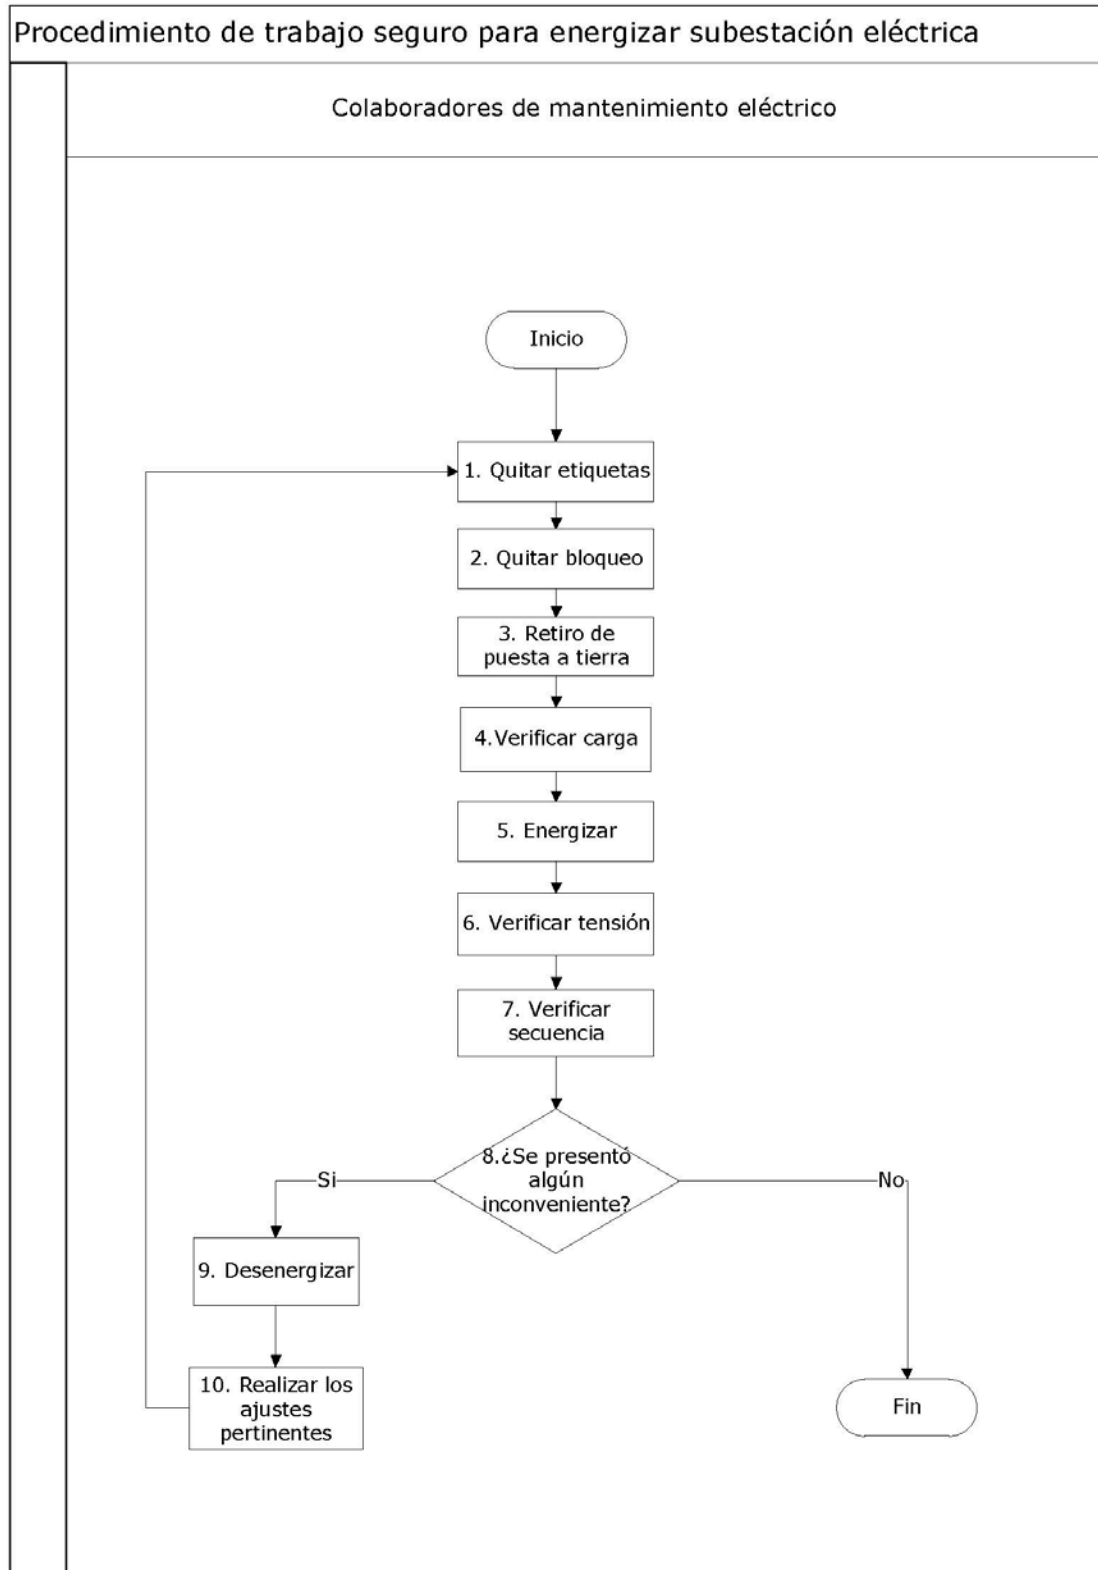 Procedimiento de trabajo seguro para energizar subestación eléctrica
Colaboradores de mantenimiento eléctrico
Inicio
1. Quitar etiquetas
2. Quitar bloqueo
3. Retiro de
puesta a tierra
4.Verificar carga
5. Energizar
6. Verificar tensión
7. Verificar
secuencia
8.¿Se presentó
algún
inconveniente?
Si
No
9. Desenergizar
10. Realizar los
ajustes
pertinentes
Fin